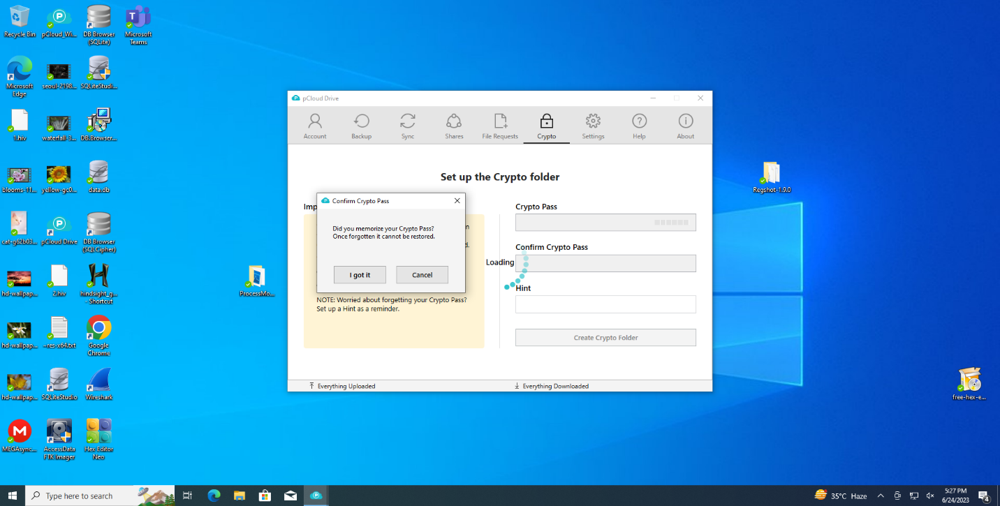 Recycle Bin
pCloud_Wi...
DB Browser
(SQLite)
Microsoft
Teams
Microsoft
Edge
seoul-2198...
SQLiteStudi...
1.hiv
waterfall-3...
DB.Browser...
blooms-11...
yellow-gc0...
data.db
cat-g62b03...
pCloud Drive
DB Browser
(SQLCipher)
hd-wallpap...
2.hiv
hindsight_g...
- Shortcut
hd-wallpap...
~res-x64.txt
Google
Chrome
hd-wallpap...
SQLiteStudio
Wireshark
MEGAsync...
AccessData
FTK Imager
Hex Editor
Neo
ProcessMo...
Regshot-1.9.0
free-hex-e...
pCloud Drive
Account
Backup
Sync
Shares
File Requests
Crypto
Settings
Help
About
Set up the Crypto folder
Imp
Confirm Crypto Pass
Did you memorize your Crypto Pass?
Once forgotten it cannot be restored.
I got it
Cancel
n
d.
NOTE: Worried about forgetting your Crypto Pass?
Set up a Hint as a reminder.
Crypto Pass
Confirm Crypto Pass
Loading
Hint
Create Crypto Folder
Everything Uploaded
Everything Downloaded
Type here to search
35°C Haze
5:27 PM
6/24/2023
4